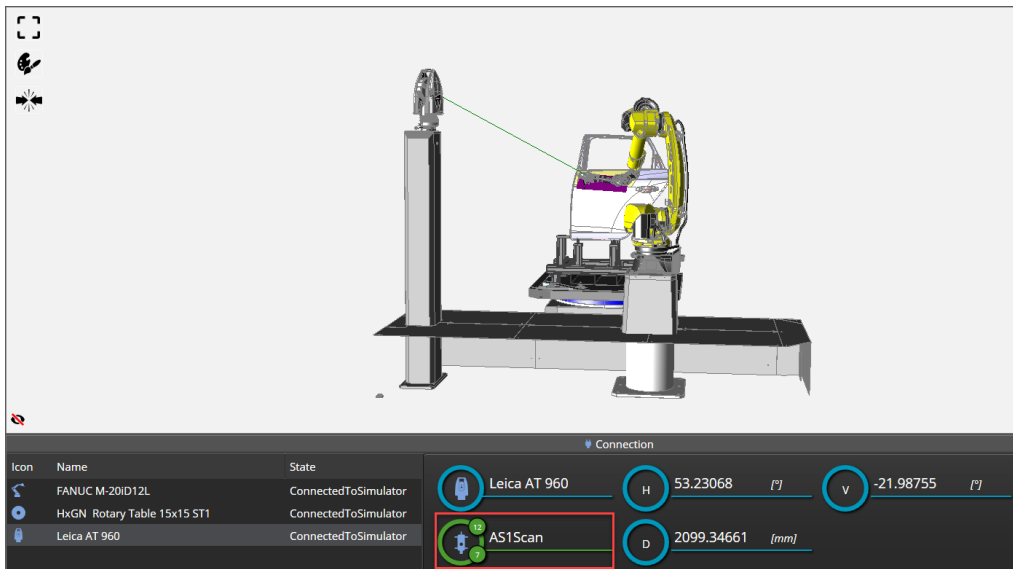 Connection
Icon Name State
FANUC M-20iD12L ConnectedToSimulator
HxGN Rotary Table 15x15 ST1 ConnectedToSimulator
Leica AT 960 ConnectedToSimulator
Leica AT 960 H 53.23068 [°] V -21.98755 [°]
12
AS1Scan D 2099.34661 [mm]
7